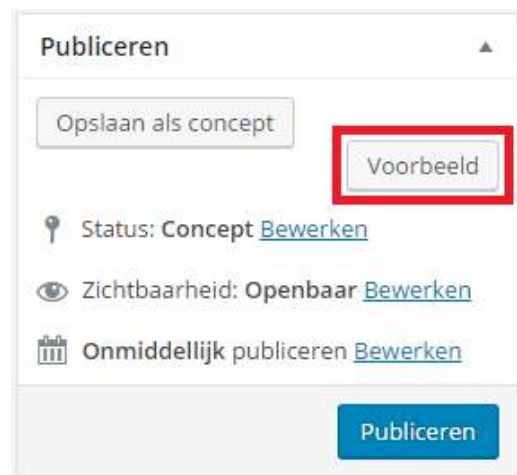 Publiceren
Opslaan als concept
Voorbeeld
Status: Concept Bewerken
Zichtbaarheid: Openbaar Bewerken
Onmiddellijk publiceren Bewerken
Publiceren